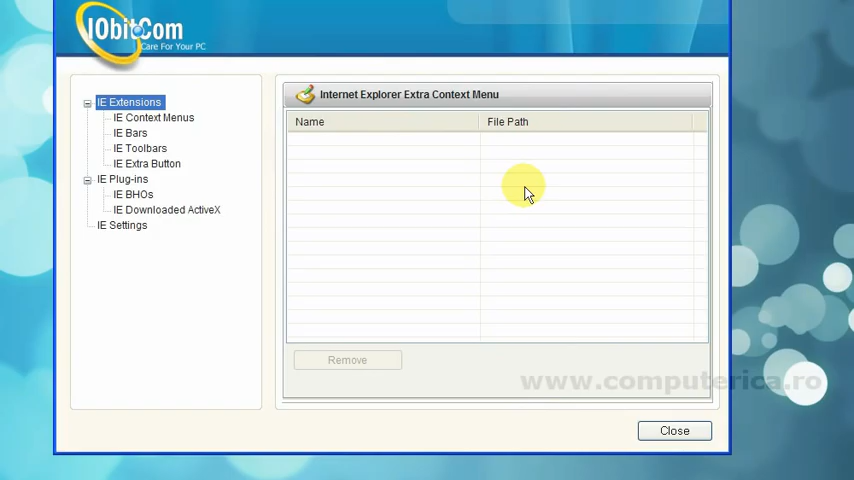 IObitCom
Care For Your PC
IE Extensions
IE Context Menus
IE Bars
IE Toolbars
IE Extra Button
IE Plug-ins
IE BHOs
IE Downloaded ActiveX
IE Settings
Internet Explorer Extra Context Menu
Name File Path
Remove
www.computerica.ro
Close